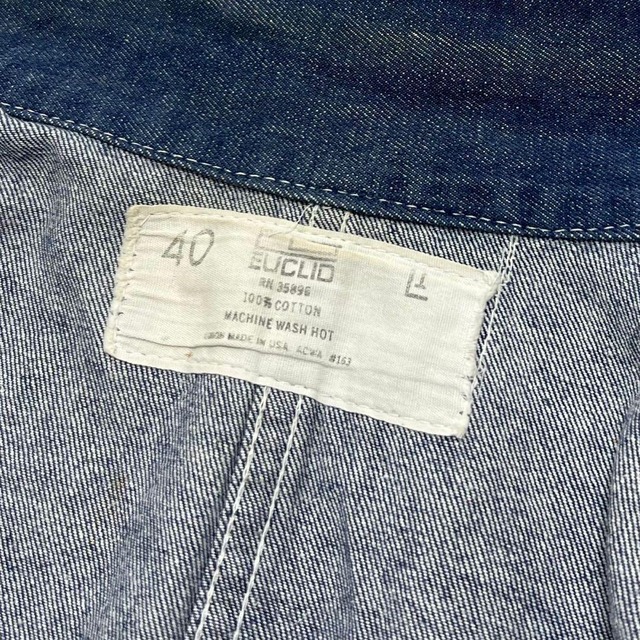 40
EUCLID
RN 35896
100% COTTON
MACHINE WASH HOT
MADE IN USA ACWA #163